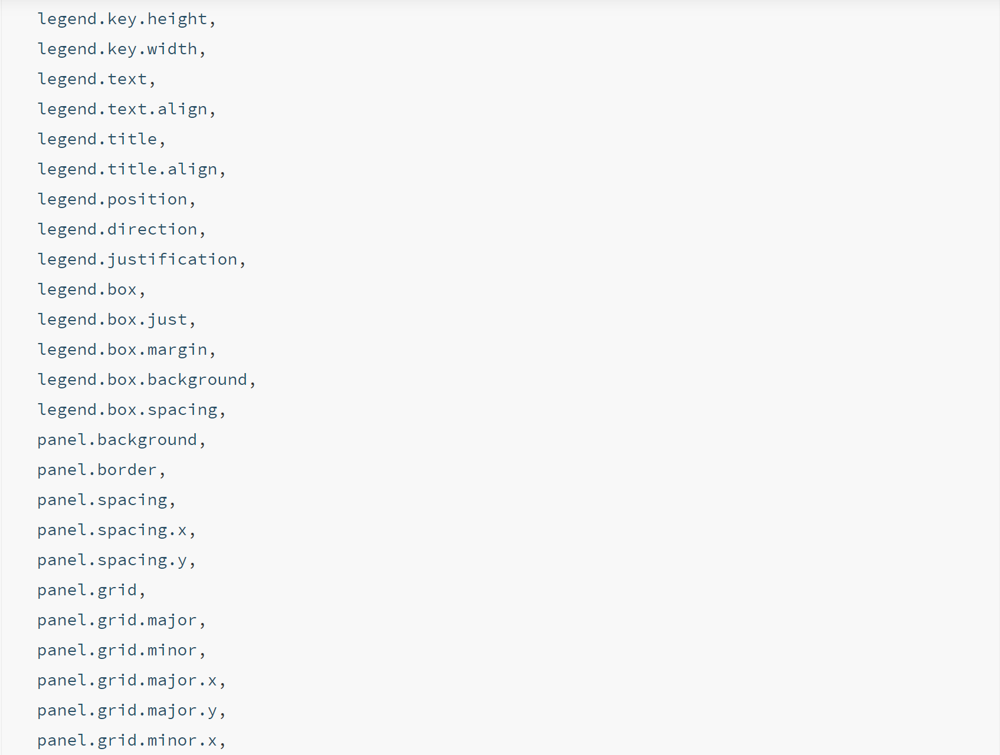 legend.key.height,
legend.key.width,
legend.text,
legend.text.align,
legend.title,
legend.title.align,
legend.position,
legend.direction,
legend.justification,
legend.box,
legend.box.just,
legend.box.margin,
legend.box.background,
legend.box.spacing,
panel.background,
panel.border,
panel.spacing,
panel.spacing.x,
panel.spacing.y,
panel.grid,
panel.grid.major,
panel.grid.minor,
panel.grid.major.x,
panel.grid.major.y,
panel.grid.minor.x,